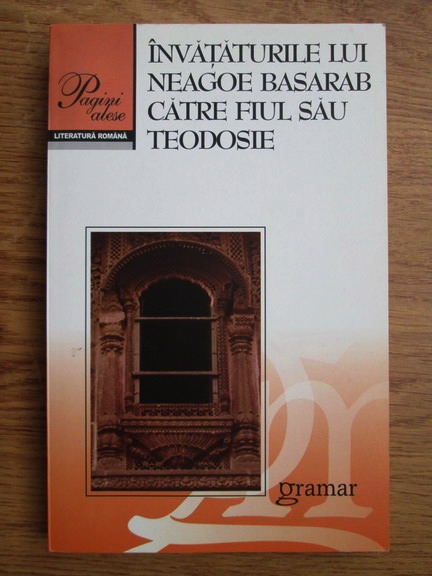 Pagini
alese
LITERATURĂ ROMÂNĂ
ÎNVĂȚĂTURILE LUI
NEAGOE BASARAB
CĂTRE FIUL SĂU
TEODOSIE
gramar